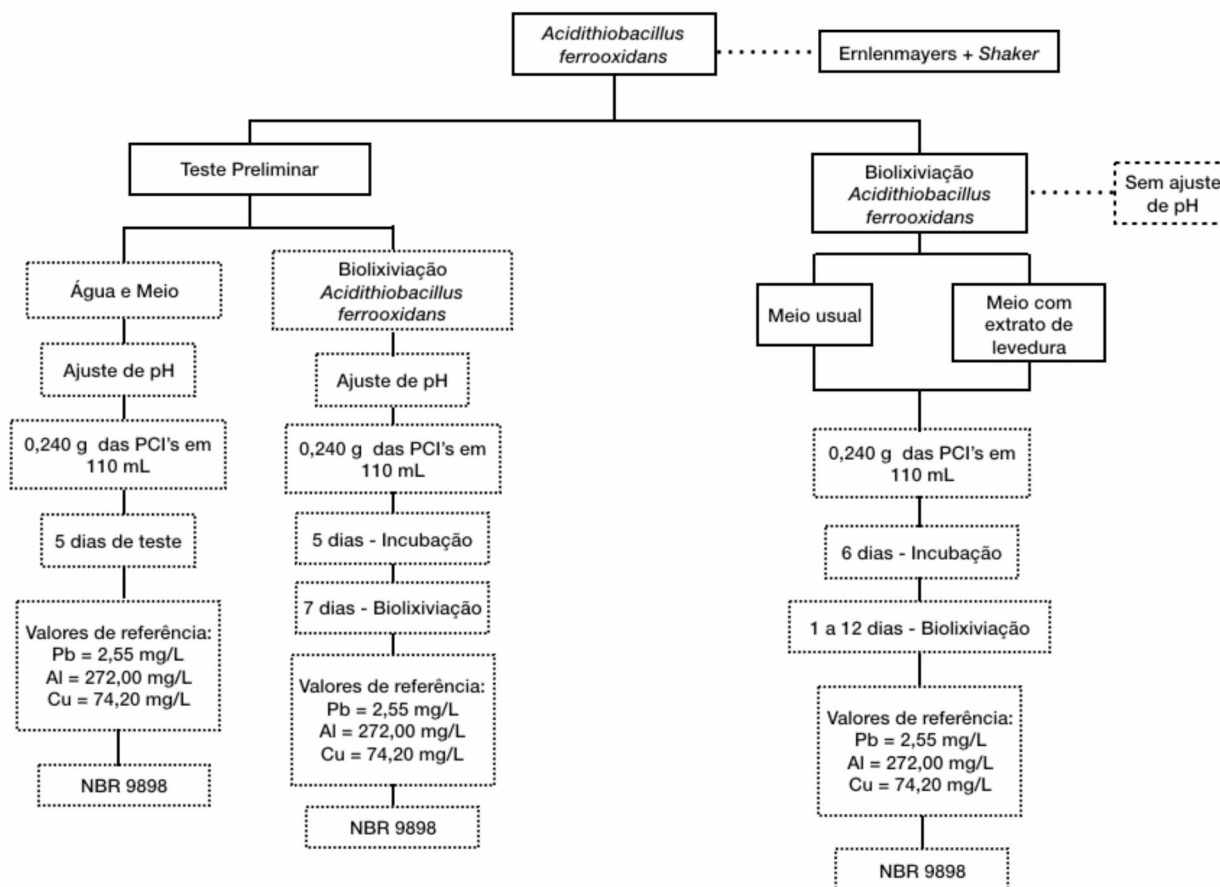 Acidithiobacillus
ferrooxidans
Ernlenmayers + Shaker
Teste Preliminar
Biolixiviação
Acidithiobacillus
ferrooxidans
Sem ajuste
de pH
Água e Meio
Biolixiviação
Acidithiobacillus
ferrooxidans
Meio usual
Meio com
extrato de
levedura
Ajuste de pH
Ajuste de pH
0,240 g das PCI's em
110 mL
0,240 g das PCI's em
110 mL
0,240 g das PCI's em
110 mL
5 dias de teste
5 dias - Incubação
6 dias - Incubação
7 dias - Biolixiviação
1 a 12 dias - Biolixiviação
Valores de referência:
Pb = 2,55 mg/L
Al = 272,00 mg/L
Cu = 74,20 mg/L
Valores de referência:
Pb = 2,55 mg/L
Al = 272,00 mg/L
Cu = 74,20 mg/L
Valores de referência:
Pb = 2,55 mg/L
Al = 272,00 mg/L
Cu = 74,20 mg/L
NBR 9898
NBR 9898
NBR 9898